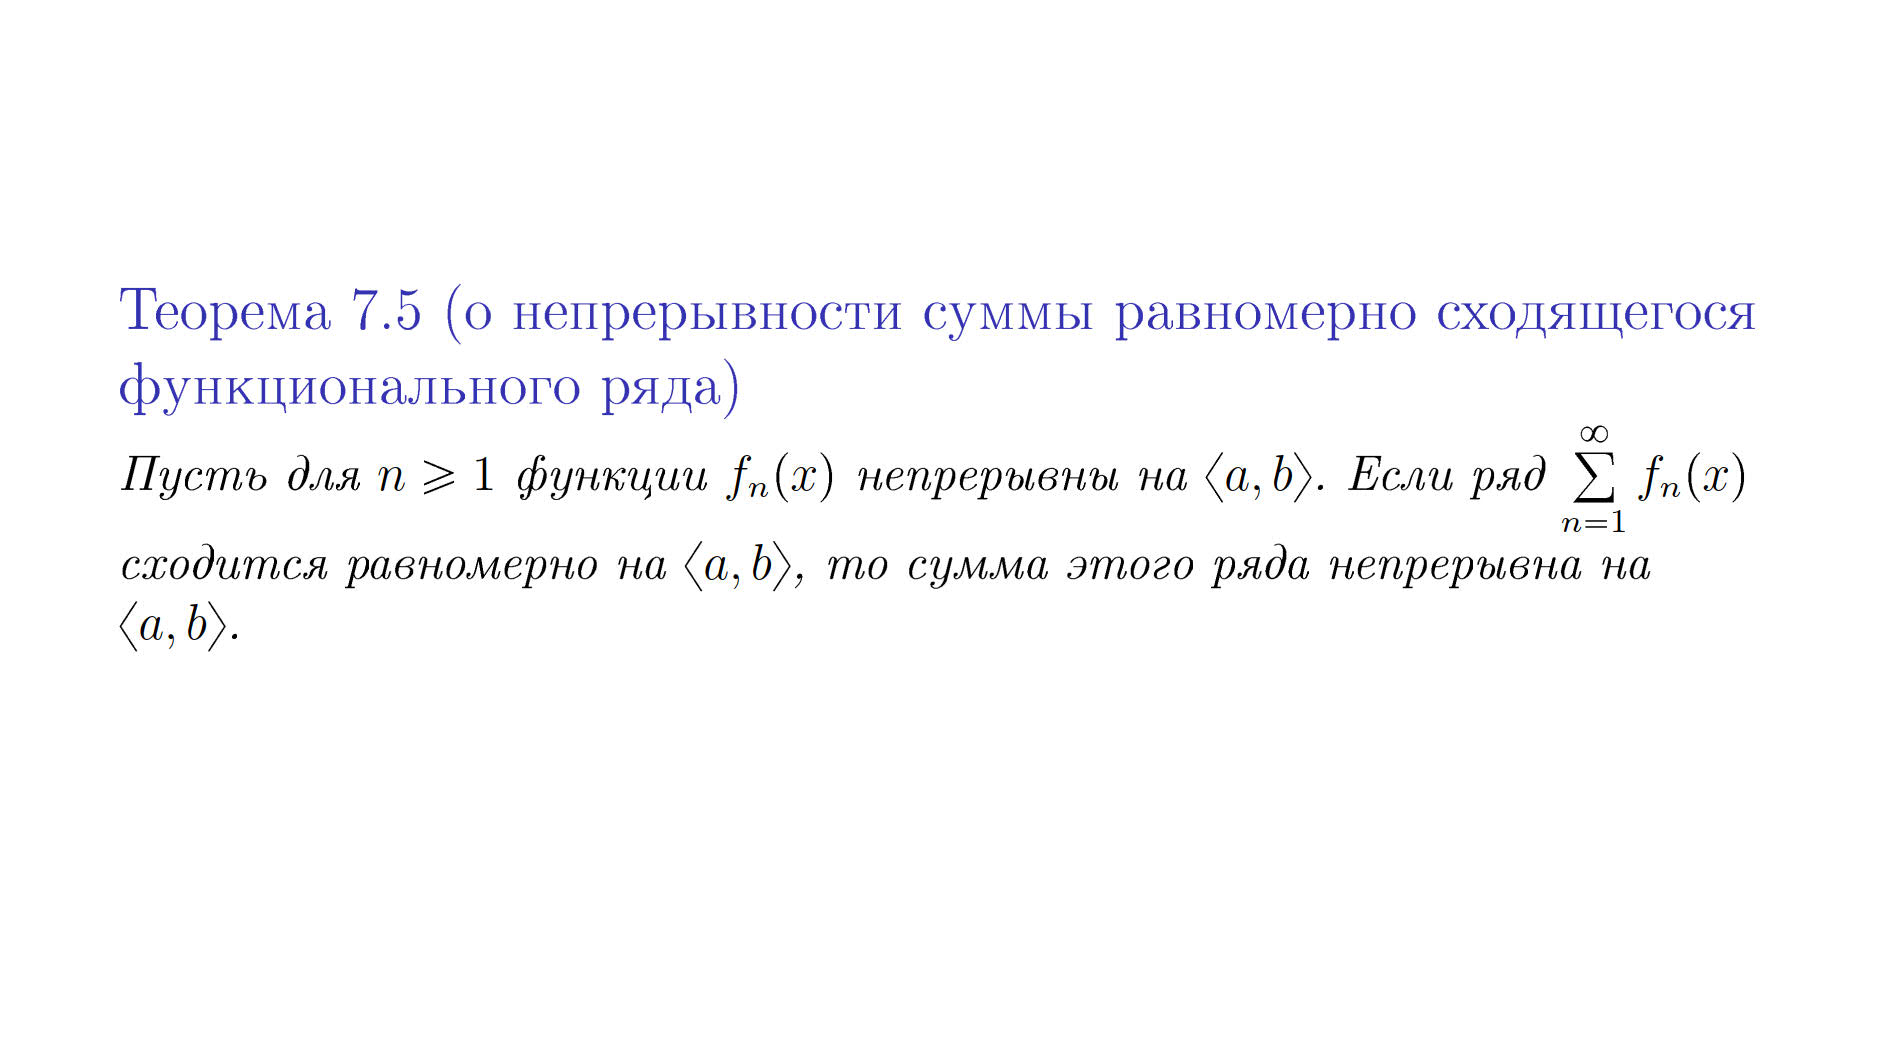 Теорема 7.5 (о непрерывности суммы равномерно сходящегося
функционального ряда)
Пусть для $n \geqslant 1$ функции $f_n(x)$ непрерывны на $\langle a, b \rangle$. Если ряд $\sum\limits_{n=1}^{\infty} f_n(x)$
сходится равномерно на $\langle a, b \rangle$, то сумма этого ряда непрерывна на
$\langle a, b \rangle$.